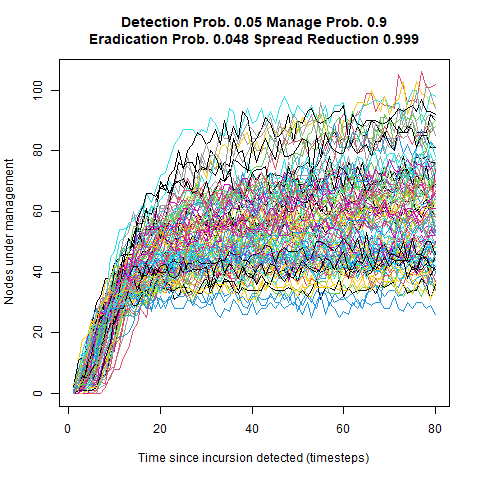 Detection Prob. 0.05 Manage Prob. 0.9
Eradication Prob. 0.048 Spread Reduction 0.999
Nodes under management
100
80
60
40
20
0
0 20 40 60 80
Time since incursion detected (timesteps)